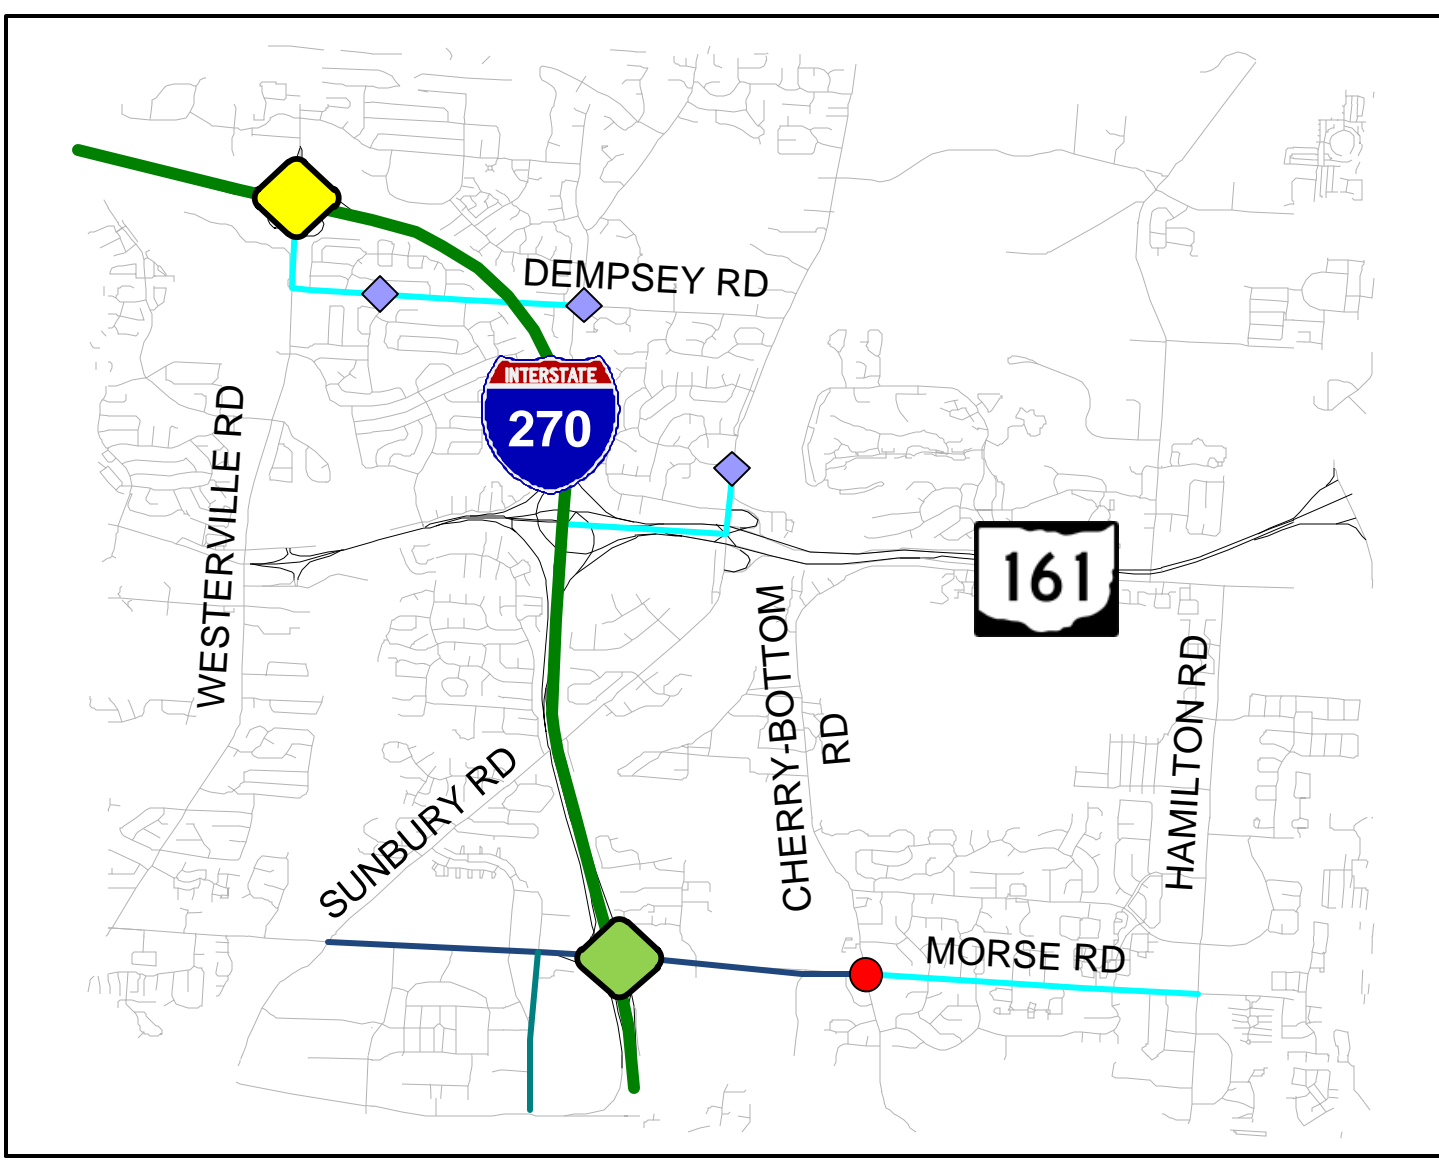 DEMPSEY RD
INTERSTATE
270
WESTERVILLE RD
161
CHERRY-BOTTOM
RD
HAMILTON RD
SUNBURY RD
MORSE RD